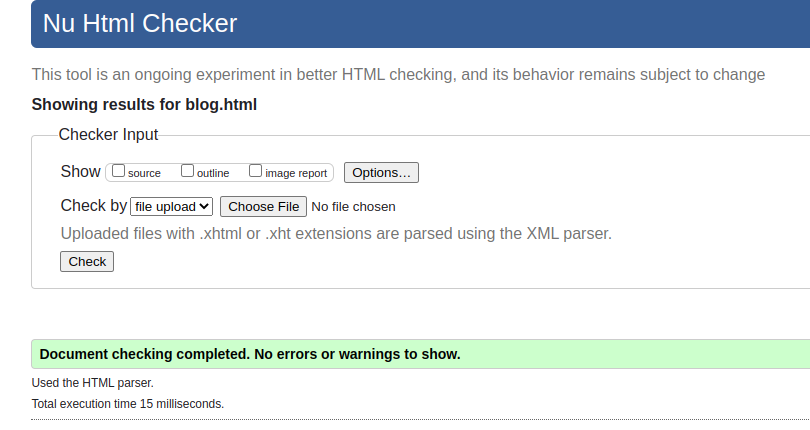 Nu Html Checker
This tool is an ongoing experiment in better HTML checking, and its behavior remains subject to change
Showing results for blog.html
Checker Input
Show source outline image report Options...
Check by file upload Choose File No file chosen
Uploaded files with .xhtml or .xht extensions are parsed using the XML parser.
Check
Document checking completed. No errors or warnings to show.
Used the HTML parser.
Total execution time 15 milliseconds.